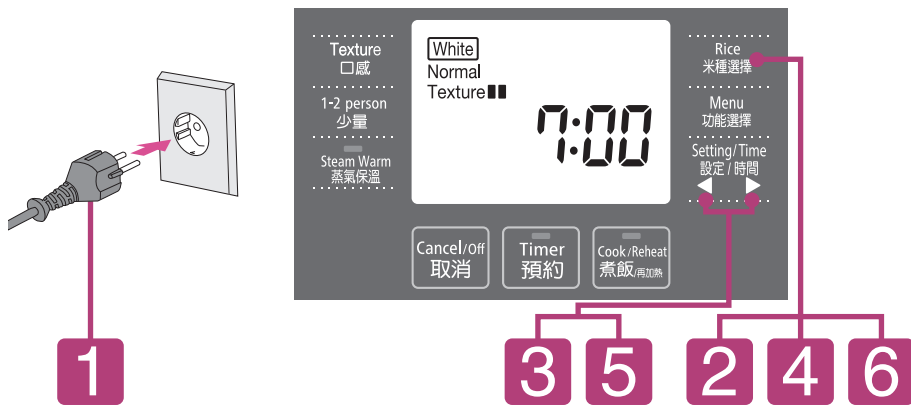 Texture
口感
1-2 person
少量
Steam Warm
蒸氣保溫
White
Normal
Texture
7:00
Rice
米種選擇
Menu
功能選擇
Setting/Time
設定/時間
Cancel/Off
取消
Timer
預約
Cook/Reheat
煮飯/再加熱
1
3
5
2
4
6